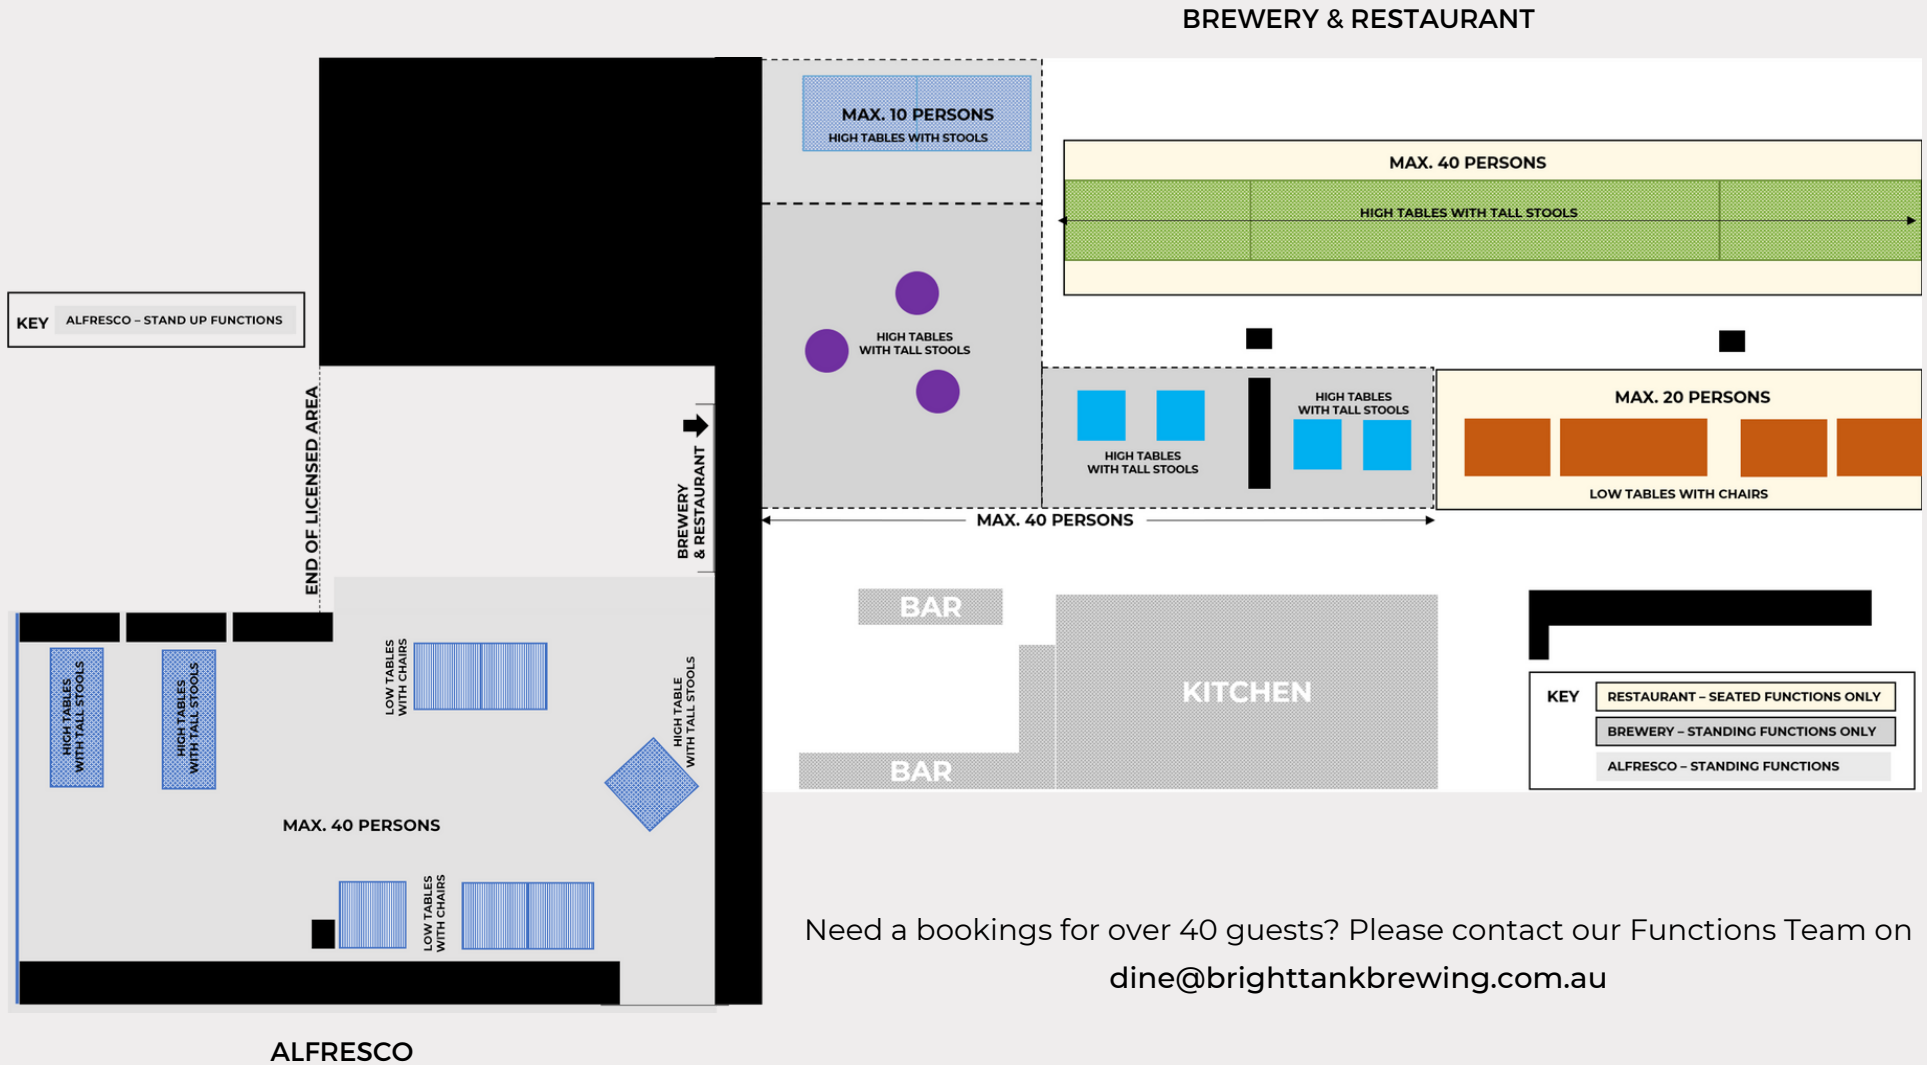 BREWERY & RESTAURANT
MAX. 10 PERSONS
HIGH TABLES WITH STOOLS
MAX. 40 PERSONS
HIGH TABLES WITH TALL STOOLS
KEY
ALFRESCO – STAND UP FUNCTIONS
HIGH TABLES
WITH TALL STOOLS
END OF LICENSED AREA
BREWERY
& RESTAURANT
HIGH TABLES
WITH TALL STOOLS
HIGH TABLES
WITH TALL STOOLS
MAX. 20 PERSONS
LOW TABLES WITH CHAIRS
MAX. 40 PERSONS
BAR
KITCHEN
BAR
KEY
RESTAURANT – SEATED FUNCTIONS ONLY
BREWERY – STANDING FUNCTIONS ONLY
ALFRESCO – STANDING FUNCTIONS
HIGH TABLES
WITH TALL STOOLS
HIGH TABLES
WITH TALL STOOLS
LOW TABLES
WITH CHAIRS
HIGH TABLE
WITH TALL STOOLS
MAX. 40 PERSONS
LOW TABLES
WITH CHAIRS
Need a bookings for over 40 guests? Please contact our Functions Team on
dine@brighttankbrewing.com.au
ALFRESCO